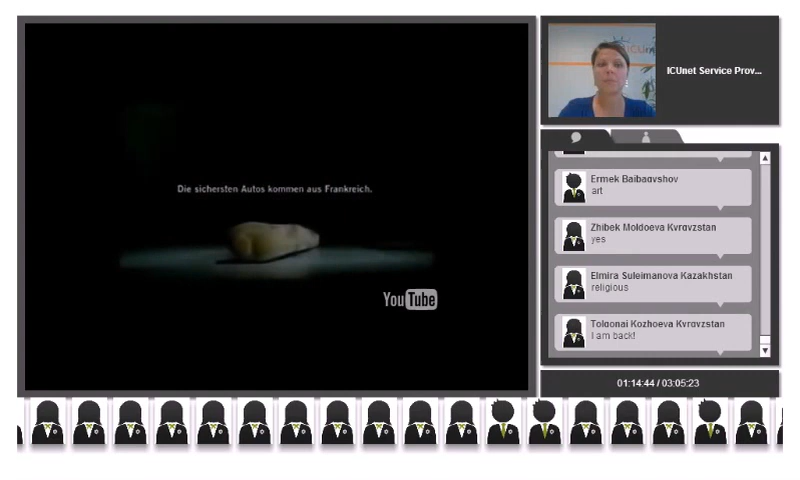 Die sichersten Autos kommen aus Frankreich.
YouTube
ICUnet Service Prov...
Ermek Baibagyshov
art
Zhibek Moldoeva Kyrgyzstan
yes
Elmira Suleimanova Kazakhstan
religious
Tolgonai Kozhoeva Kyrgyzstan
I am back!
01:14:44 / 03:05:23